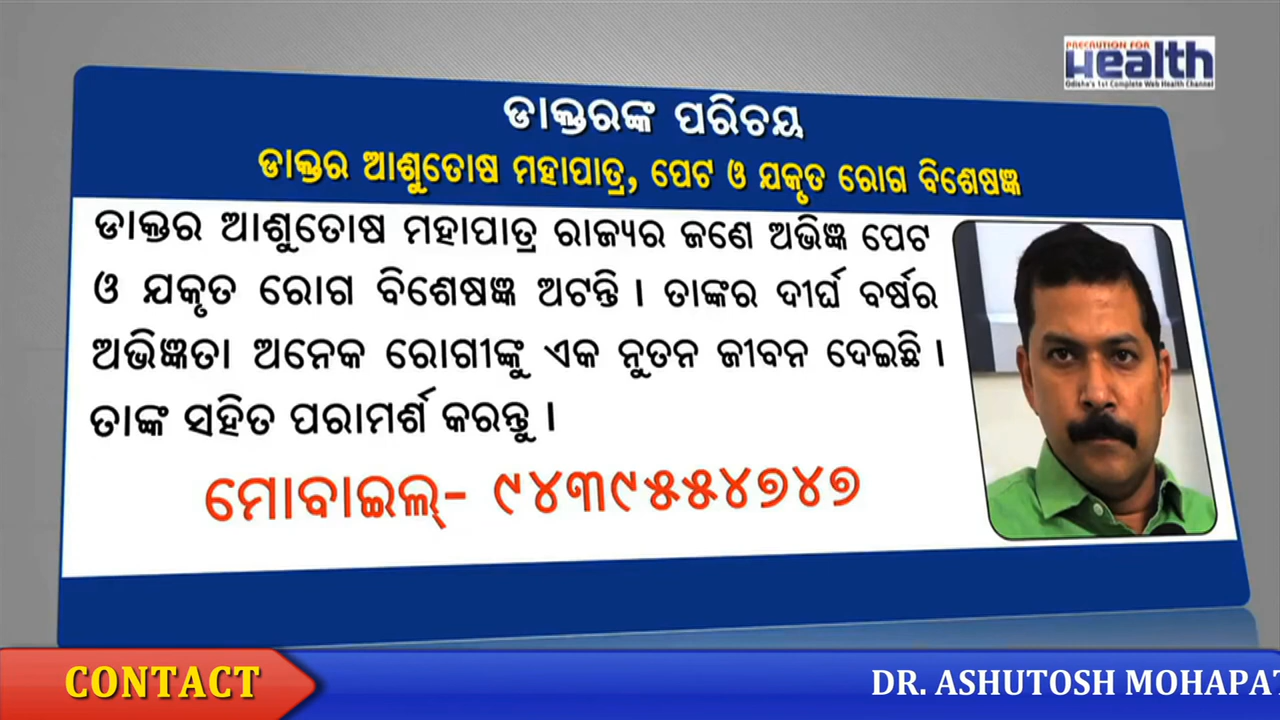 PRECAUTION FOR
Health
Odisha's 1st Complete Web Health Channel
ଡାକ୍ତରଙ୍କ ପରିଚୟ
ଡାକ୍ତର ଆଶୁତୋଷ ମହାପାତ୍ର, ପେଟ ଓ ଯକୃତ ରୋଗ ବିଶେଷଜ୍ଞ
ଡାକ୍ତର ଆଶୁତୋଷ ମହାପାତ୍ର ରାଜ୍ୟର ଜଣେ ଅଭିଜ୍ଞ ପେଟ
ଓ ଯକୃତ ରୋଗ ବିଶେଷଜ୍ଞ ଅଟନ୍ତି । ତାଙ୍କର ଦୀର୍ଘ ବର୍ଷର
ଅଭିଜ୍ଞତା ଅନେକ ରୋଗୀଙ୍କୁ ଏକ ନୁତନ ଜୀବନ ଦେଇଛି ।
ତାଙ୍କ ସହିତ ପରାମର୍ଶ କରନ୍ତୁ ।
ମୋବାଇଲ୍- ୯୪୩୯୫୫୪୭୪୭
CONTACT
DR. ASHUTOSH MOHAPAT